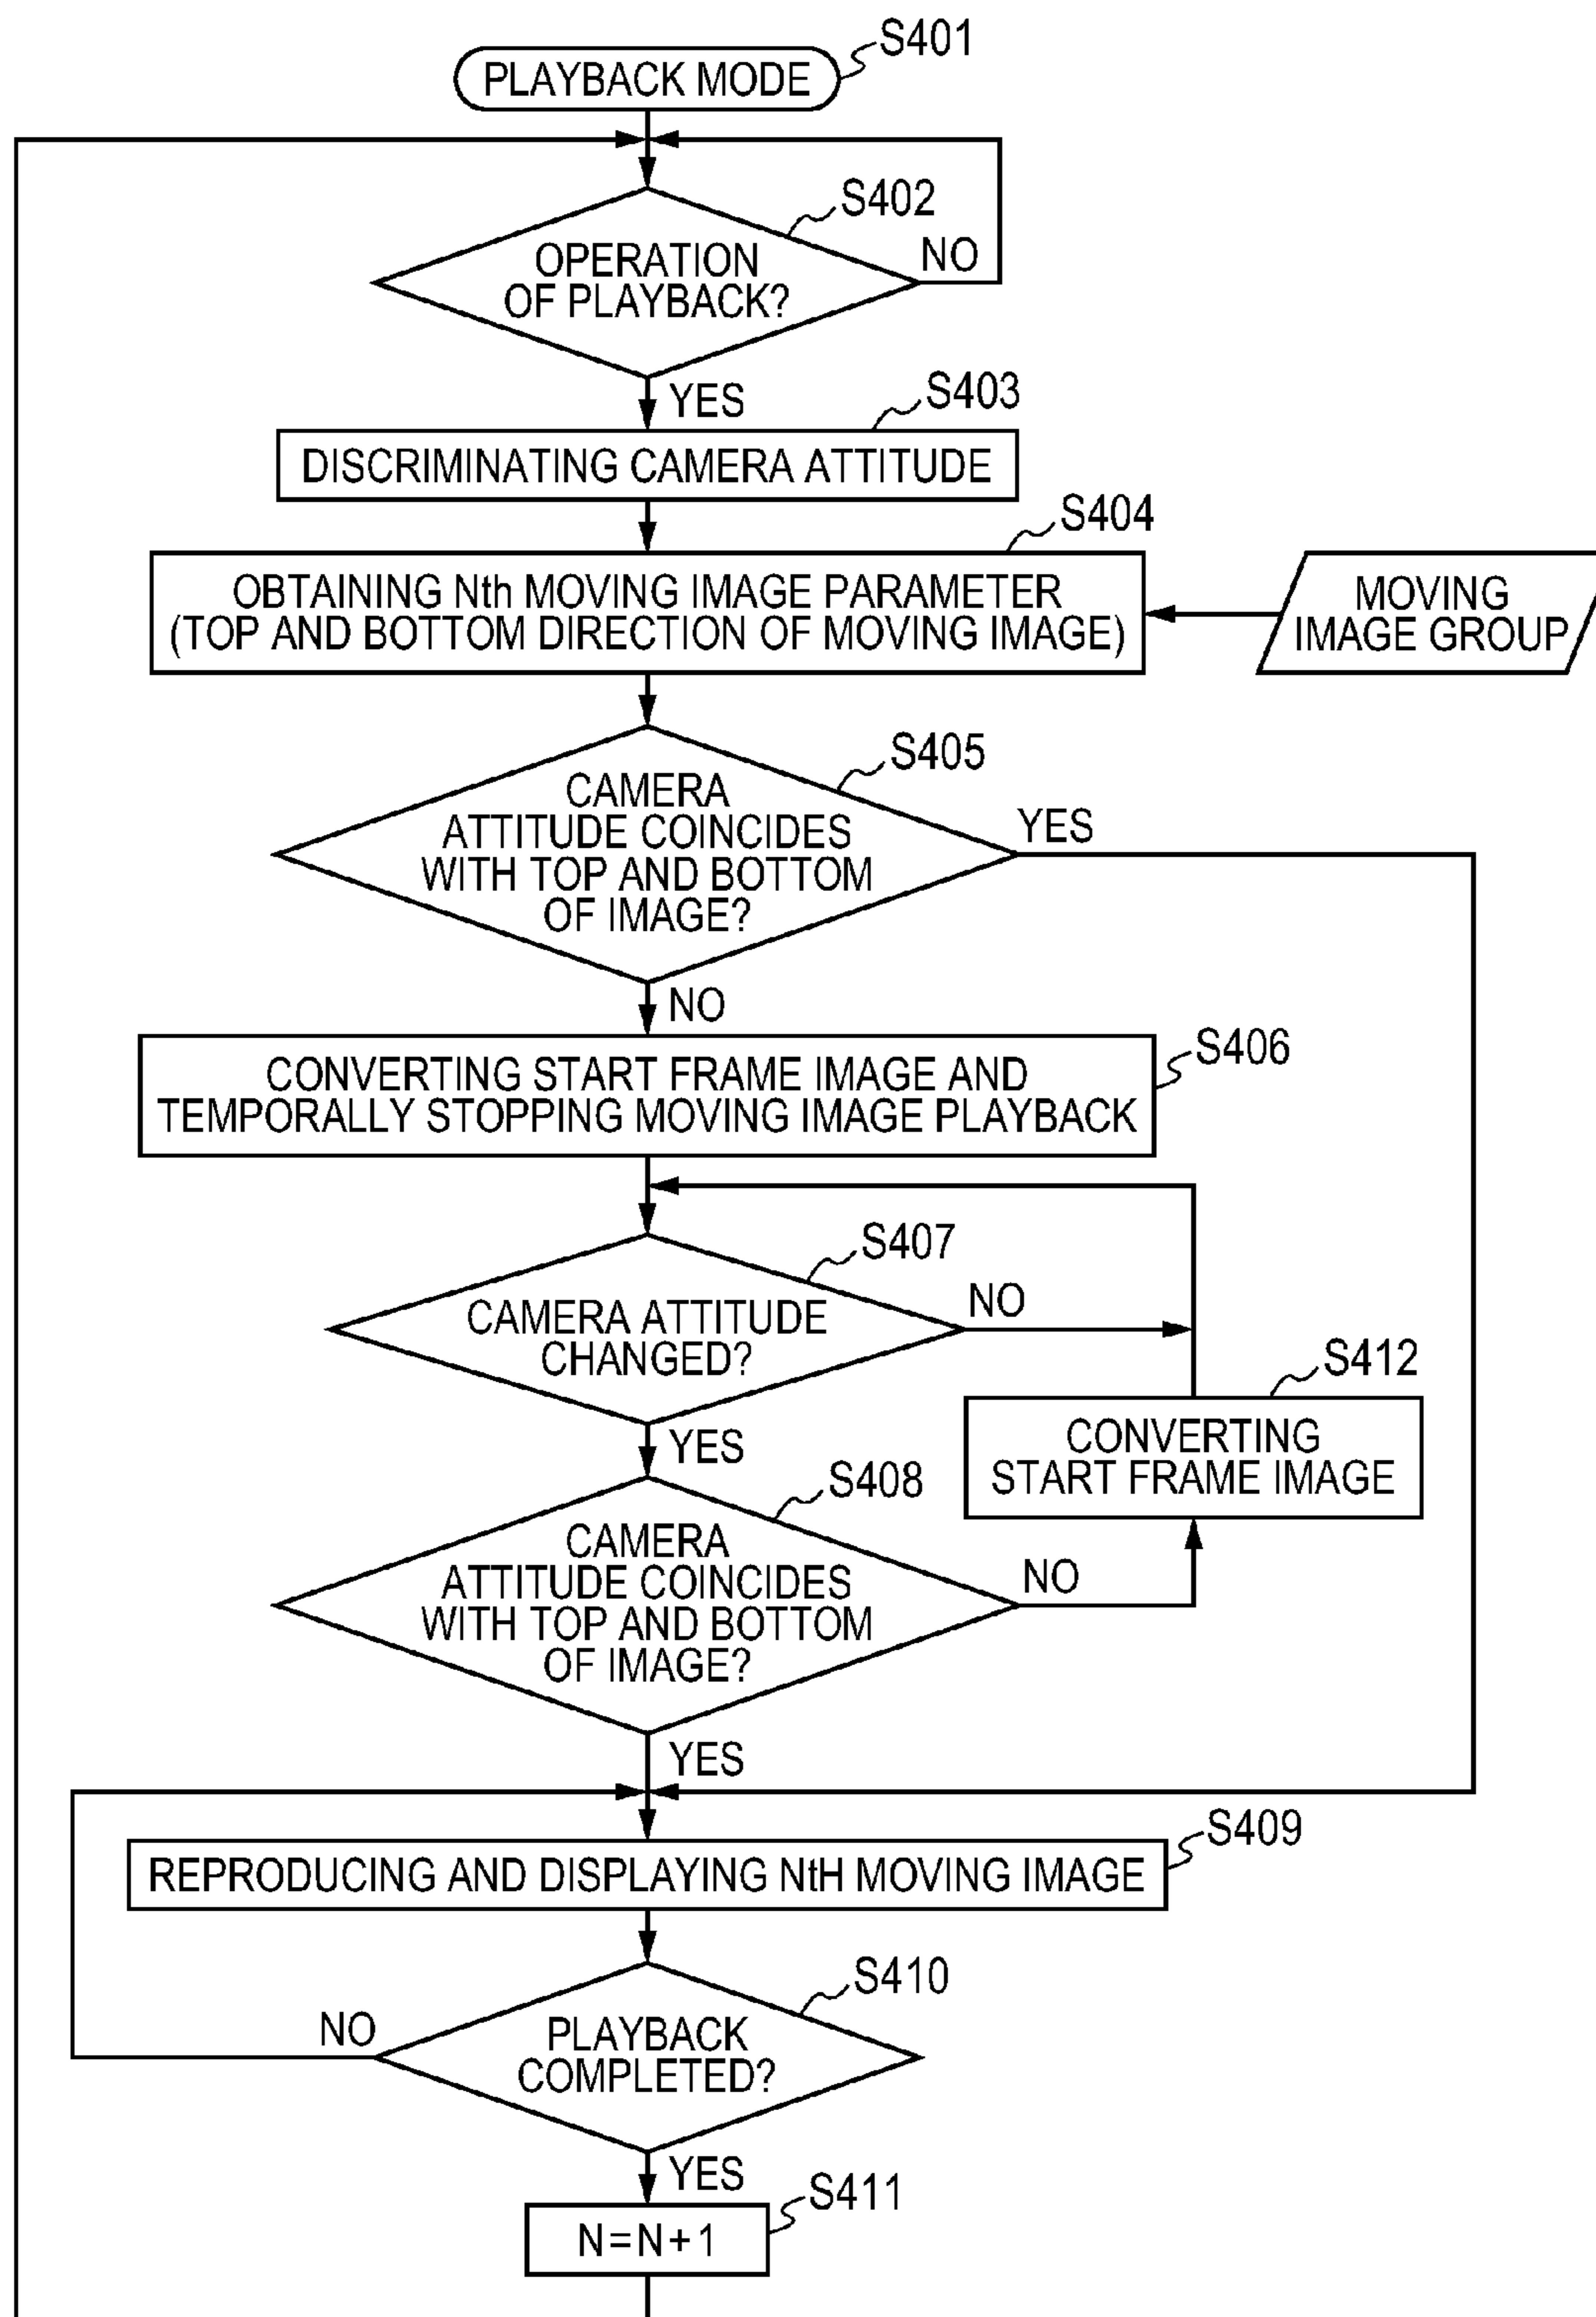 S401
PLAYBACK MODE
S402
OPERATION
OF PLAYBACK?
NO
YES
S403
DISCRIMINATING CAMERA ATTITUDE
S404
OBTAINING Nth MOVING IMAGE PARAMETER
(TOP AND BOTTOM DIRECTION OF MOVING IMAGE)
MOVING
IMAGE GROUP
S405
CAMERA
ATTITUDE COINCIDES
WITH TOP AND BOTTOM
OF IMAGE?
YES
NO
S406
CONVERTING START FRAME IMAGE AND
TEMPORALLY STOPPING MOVING IMAGE PLAYBACK
S407
CAMERA ATTITUDE
CHANGED?
NO
YES
S412
CONVERTING
START FRAME IMAGE
S408
CAMERA
ATTITUDE COINCIDES
WITH TOP AND BOTTOM
OF IMAGE?
NO
YES
S409
REPRODUCING AND DISPLAYING NtH MOVING IMAGE
S410
PLAYBACK
COMPLETED?
NO
YES
S411
N=N+1